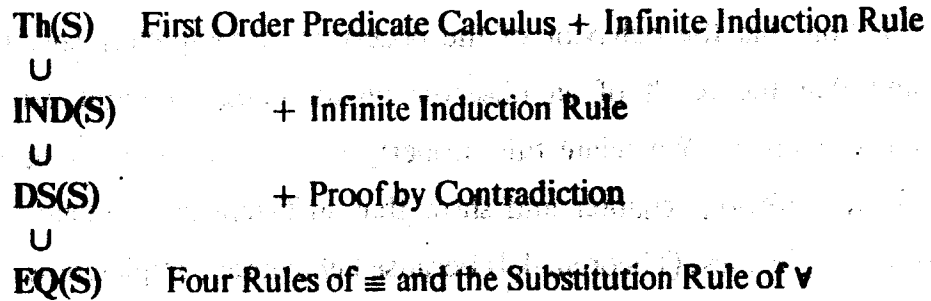 Th(S) First Order Predicate Calculus + Infinite Induction Rule
∪
IND(S) + Infinite Induction Rule
∪
DS(S) + Proof by Contradiction
∪
EQ(S) Four Rules of ≡ and the Substitution Rule of ∀